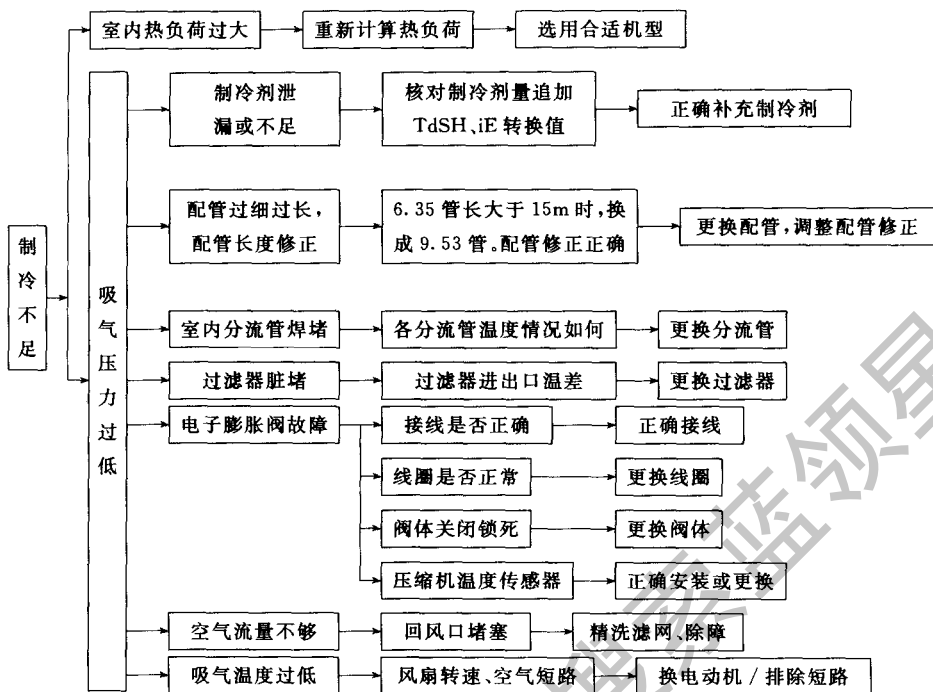 室内热负荷过大
重新计算热负荷
选用合适机型
制冷剂泄
漏或不足
核对制冷剂量追加
TdSH、iE 转换值
正确补充制冷剂
配管过细过长，
配管长度修正
6.35 管长大于 15m 时，换
成 9.53 管。配管修正正确
更换配管，调整配管修正
制冷不足
吸气压力过低
室内分流管焊堵
各分流管温度情况如何
更换分流管
过滤器脏堵
过滤器进出口温差
更换过滤器
电子膨胀阀故障
接线是否正确
正确接线
线圈是否正常
更换线圈
阀体关闭锁死
更换阀体
压缩机温度传感器
正确安装或更换
空气流量不够
回风口堵塞
精洗滤网、除障
吸气温度过低
风扇转速、空气短路
换电动机 / 排除短路
搜索蓝领星